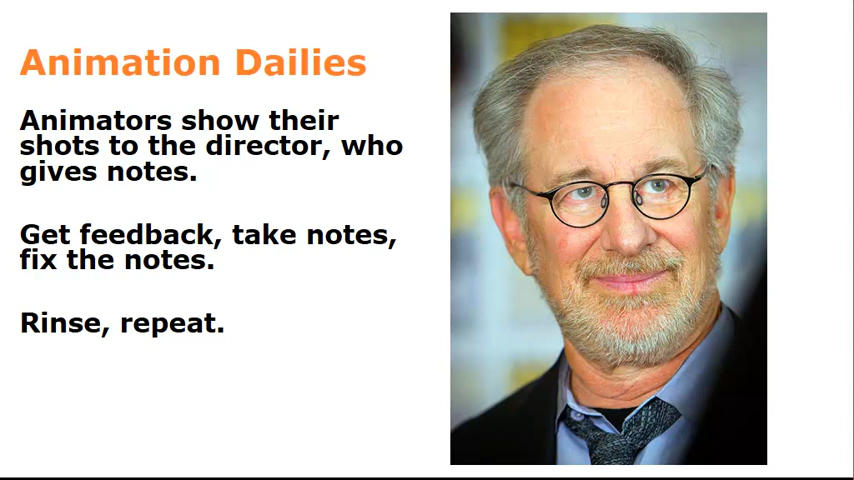 Animation Dailies
Animators show their
shots to the director, who
gives notes.
Get feedback, take notes,
fix the notes.
Rinse, repeat.